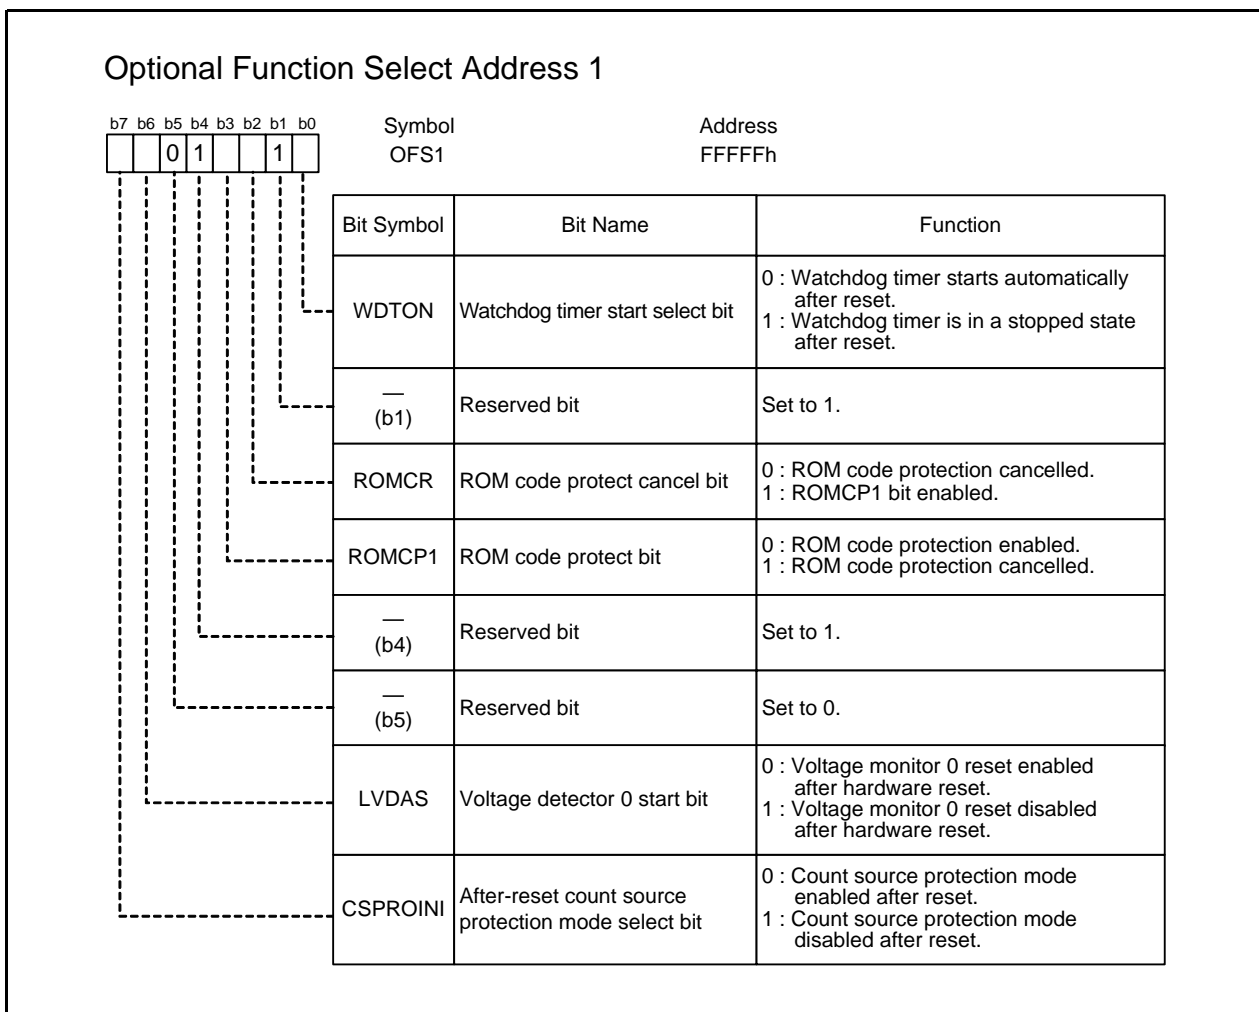 Optional Function Select Address 1
b7 b6 b5 b4 b3 b2 b1 b0
Symbol
Address
0 1 1
OFS1
FFFFFh
Bit Symbol
Bit Name
Function
WDTON
Watchdog timer start select bit
0 : Watchdog timer starts automatically
after reset.
1 : Watchdog timer is in a stopped state
after reset.
—
(b1)
Reserved bit
Set to 1.
ROMCR
ROM code protect cancel bit
0 : ROM code protection cancelled.
1 : ROMCP1 bit enabled.
ROMCP1
ROM code protect bit
0 : ROM code protection enabled.
1 : ROM code protection cancelled.
—
(b4)
Reserved bit
Set to 1.
—
(b5)
Reserved bit
Set to 0.
LVDAS
Voltage detector 0 start bit
0 : Voltage monitor 0 reset enabled
after hardware reset.
1 : Voltage monitor 0 reset disabled
after hardware reset.
CSPROINI
After-reset count source
protection mode select bit
0 : Count source protection mode
enabled after reset.
1 : Count source protection mode
disabled after reset.